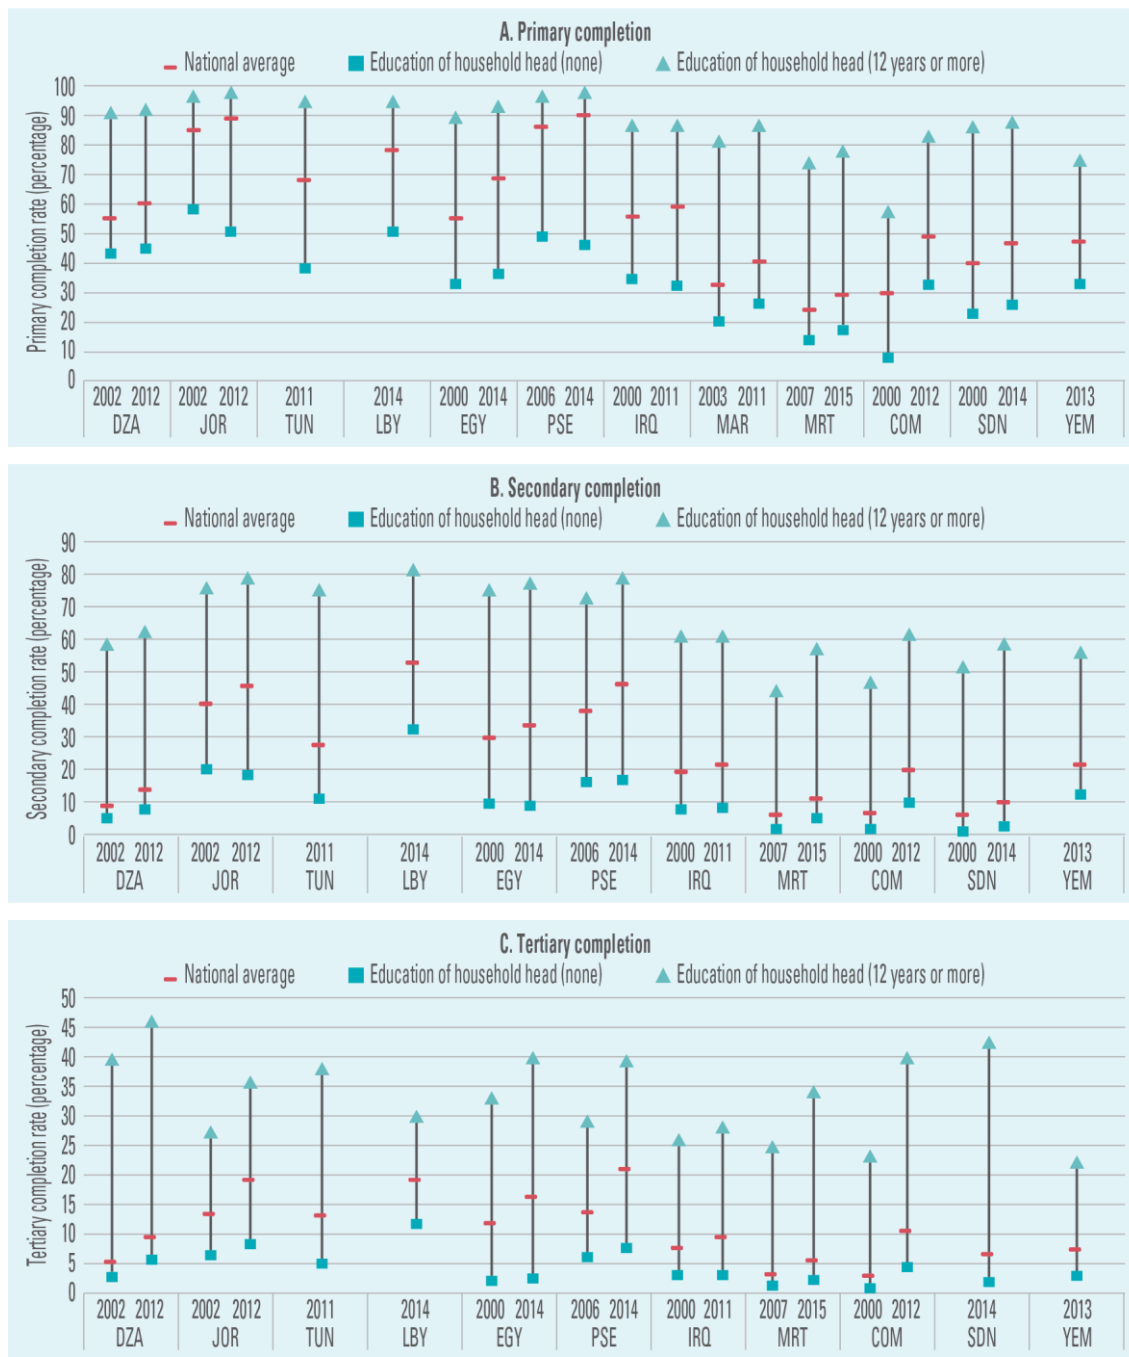 A. Primary completion
National average Education of household head (none) Education of household head (12 years or more)
Primary completion rate (percentage)
100
90
80
70
60
50
40
30
20
10
0
2002 2012 2002 2012 2011 2014 2000 2014 2006 2014 2000 2011 2003 2011 2007 2015 2000 2012 2000 2014 2013
DZA JOR TUN LBY EGY PSE IRQ MAR MRT COM SDN YEM
B. Secondary completion
National average Education of household head (none) Education of household head (12 years or more)
Secondary completion rate (percentage)
90
80
70
60
50
40
30
20
10
0
2002 2012 2002 2012 2011 2014 2000 2014 2006 2014 2000 2011 2007 2015 2000 2012 2000 2014 2013
DZA JOR TUN LBY EGY PSE IRQ MRT COM SDN YEM
C. Tertiary completion
National average Education of household head (none) Education of household head (12 years or more)
Tertiary completion rate (percentage)
50
45
40
35
30
25
20
15
10
5
0
2002 2012 2002 2012 2011 2014 2000 2014 2006 2014 2000 2011 2007 2015 2000 2012 2014 2013
DZA JOR TUN LBY EGY PSE IRQ MRT COM SDN YEM